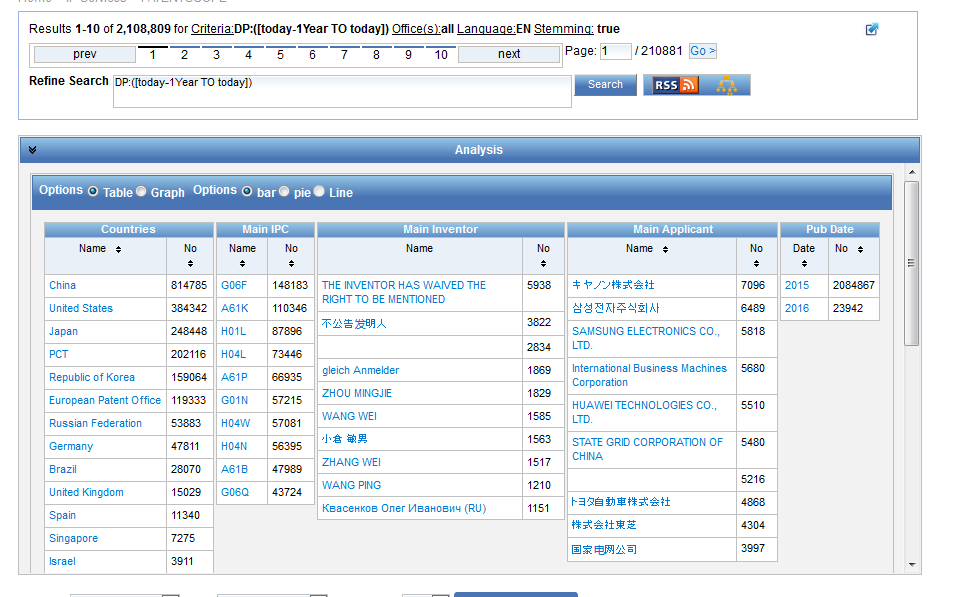 Results 1-10 of 2,108,809 for Criteria:DP:([today-1Year TO today]) Office(s):all Language:EN Stemming: true
prev 1 2 3 4 5 6 7 8 9 10 next Page: 1 / 210881 Go >
Refine Search DP:([today-1Year TO today]) Search RSS
Analysis
Options Table Graph Options bar pie Line
Countries Main IPC Main Inventor Main Applicant Pub Date
Name No Name No Name No Name No Date No
China 814785
United States 384342
Japan 248448
PCT 202116
Republic of Korea 159064
European Patent Office 119333
Russian Federation 53883
Germany 47811
Brazil 28070
United Kingdom 15029
Spain 11340
Singapore 7275
Israel 3911
G06F 148183
A61K 110346
H01L 87896
H04L 73446
A61P 66935
G01N 57215
H04W 57081
H04N 56395
A61B 47989
G06Q 43724
THE INVENTOR HAS WAIVED THE 5938
RIGHT TO BE MENTIONED
不公告发明人 3822
2834
gleich Anmelder 1869
ZHOU MINGJIE 1829
WANG WEI 1585
小倉 敏男 1563
ZHANG WEI 1517
WANG PING 1210
Квасенков Олег Иванович (RU) 1151
キヤノン株式会社 7096
삼성전자주식회사 6489
SAMSUNG ELECTRONICS CO., 5818
LTD.
International Business Machines 5680
Corporation
HUAWEI TECHNOLOGIES CO., 5510
LTD.
STATE GRID CORPORATION OF 5480
CHINA
5216
トヨタ自動車株式会社 4868
株式会社東芝 4304
国家电网公司 3997
2015 2084867
2016 23942